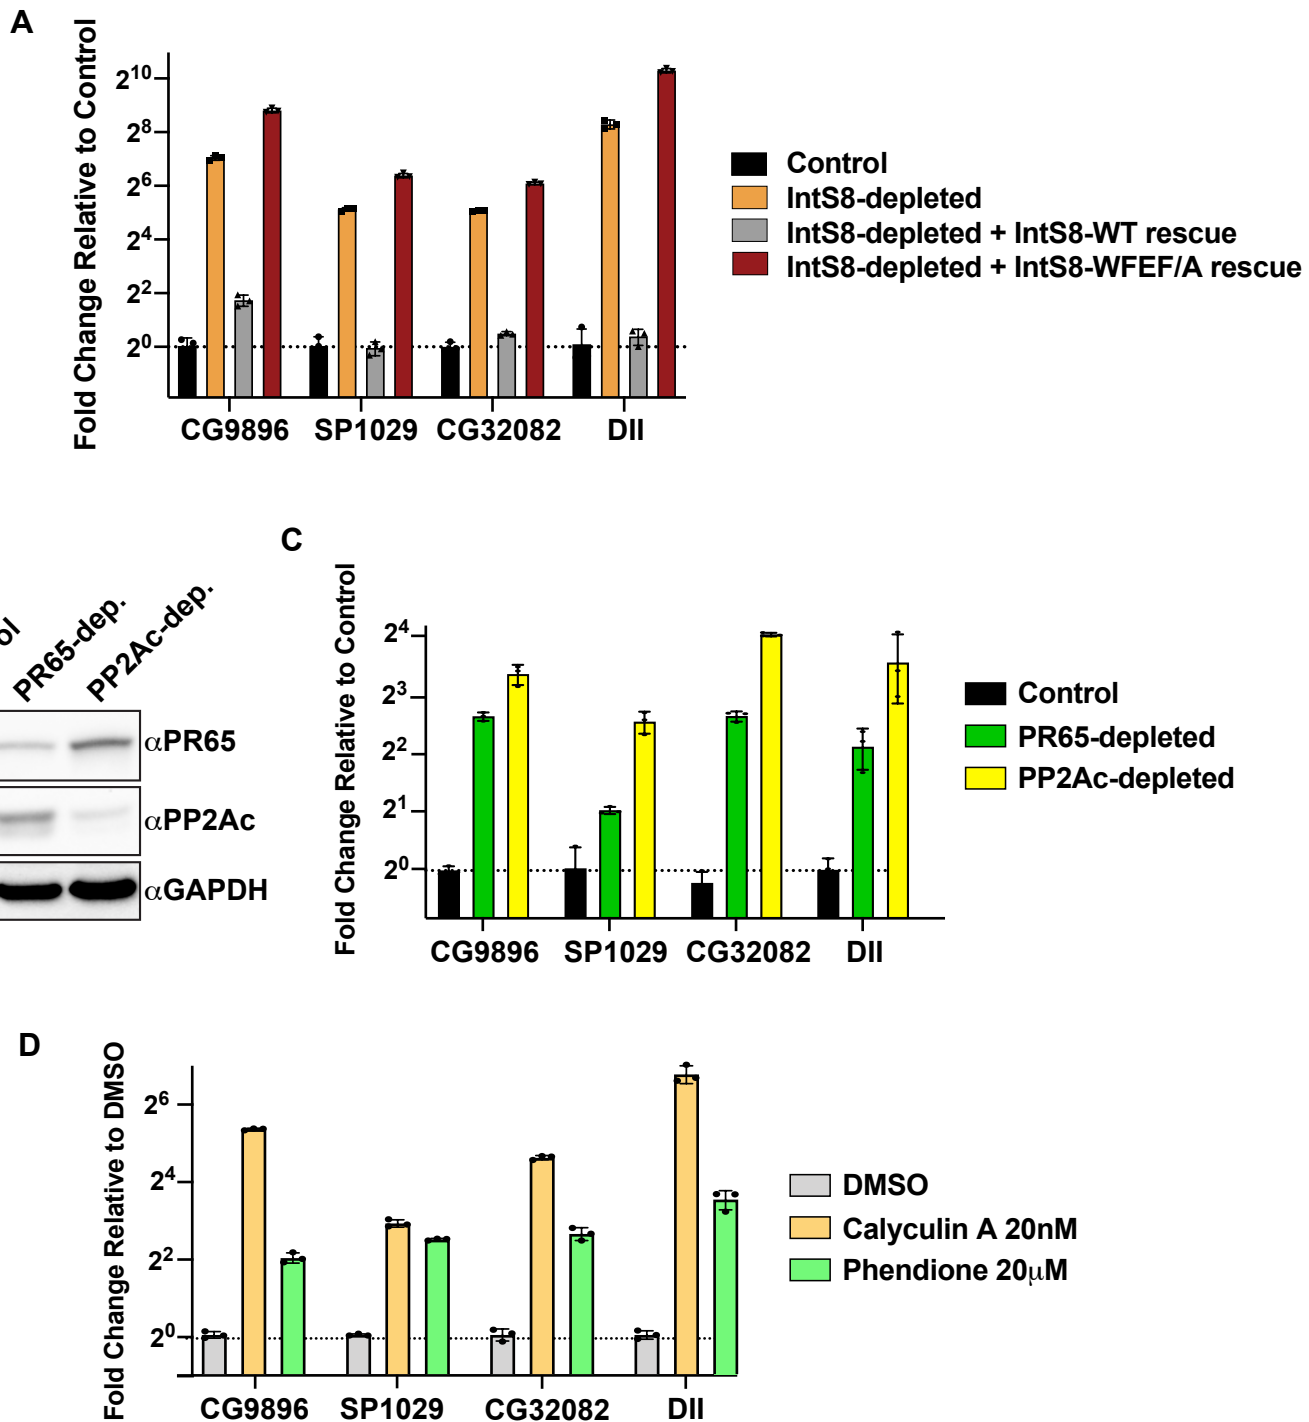 A
Fold Change Relative to Control
2^10
2^8
2^6
2^4
2^2
2^0
CG9896 SP1029 CG32082 Dll
Control
IntS8-depleted
IntS8-depleted + IntS8-WT rescue
IntS8-depleted + IntS8-WFEF/A rescue
ol
PR65-dep.
PP2Ac-dep.
αPR65
αPP2Ac
αGAPDH
C
Fold Change Relative to Control
2^4
2^3
2^2
2^1
2^0
CG9896 SP1029 CG32082 Dll
Control
PR65-depleted
PP2Ac-depleted
D
Fold Change Relative to DMSO
2^6
2^4
2^2
2^0
CG9896 SP1029 CG32082 Dll
DMSO
Calyculin A 20nM
Phendione 20μM